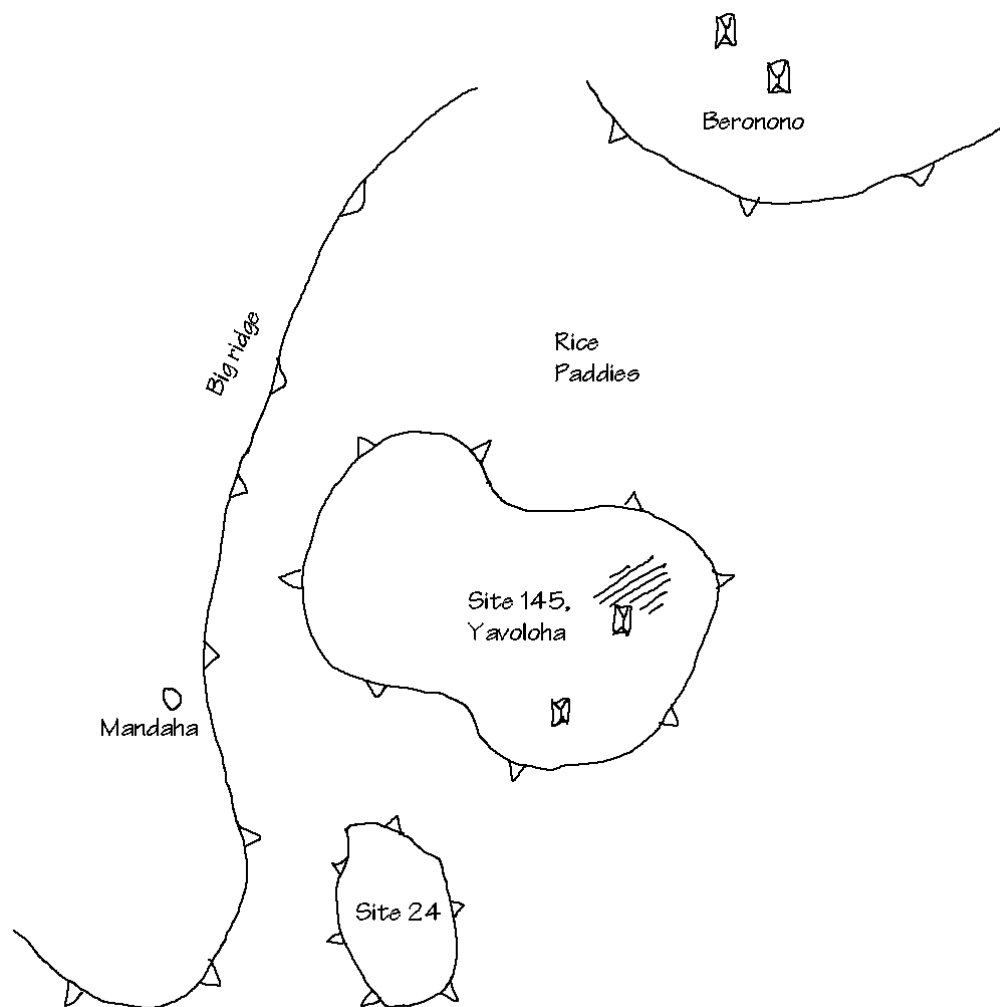 Beronono
Big ridge
Rice
Paddies
Site 145,
Yavoloha
Mandaha
Site 24